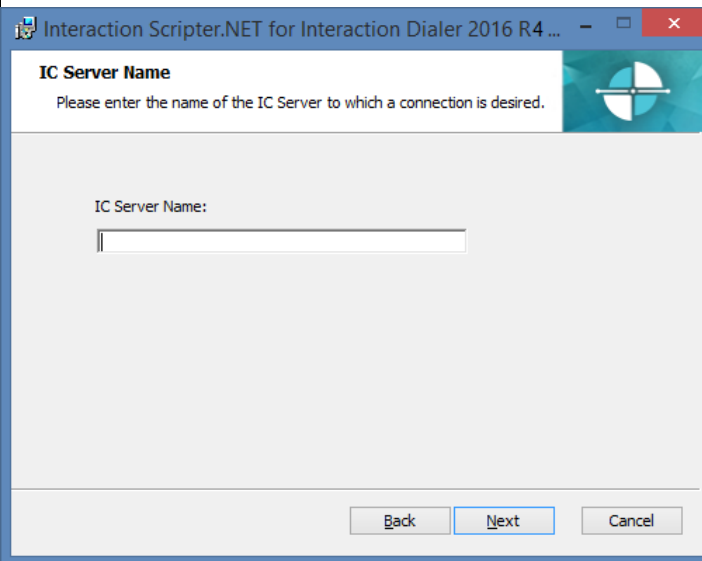 Interaction Scripter.NET for Interaction Dialer 2016 R4 ...
IC Server Name
Please enter the name of the IC Server to which a connection is desired.
IC Server Name:
Back
Next
Cancel